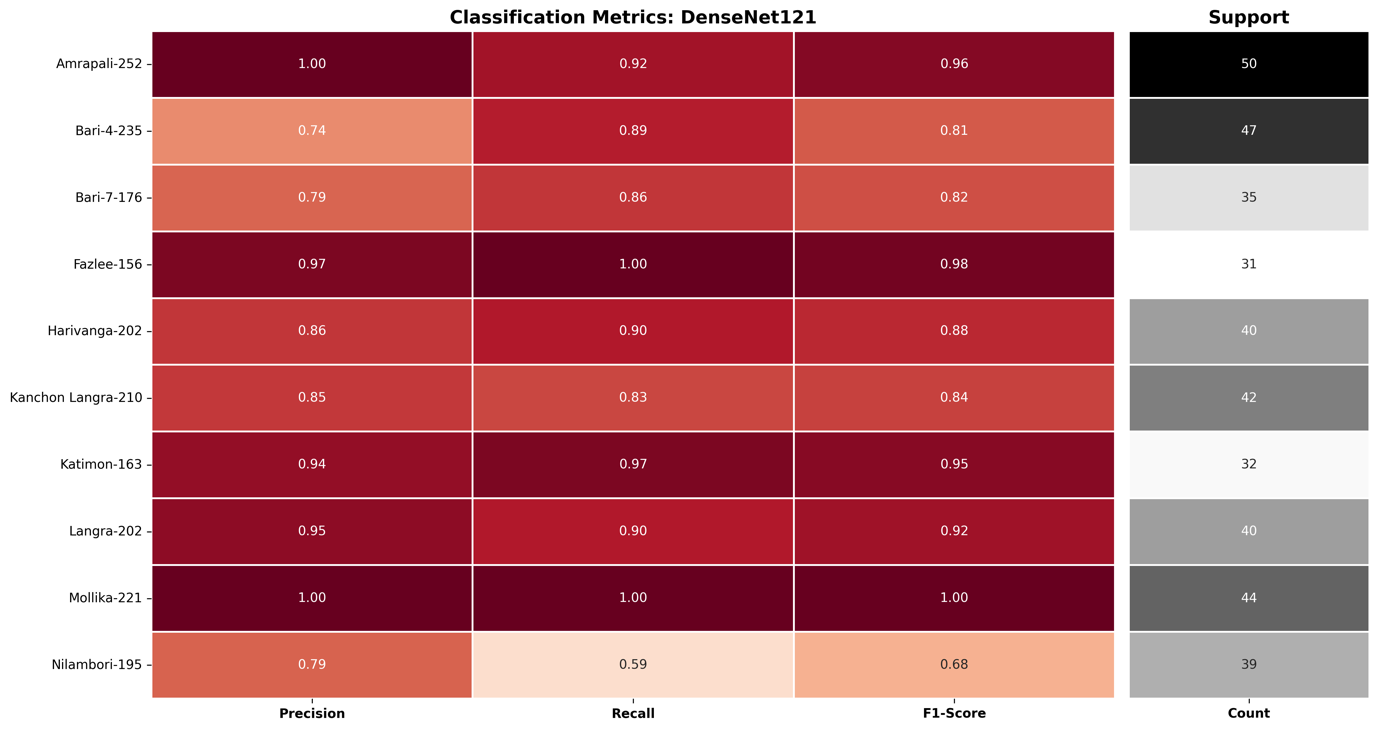 Classification Metrics: DenseNet121 Support
Amrapali-252 1.00 0.92 0.96 50
Bari-4-235 0.74 0.89 0.81 47
Bari-7-176 0.79 0.86 0.82 35
Fazlee-156 0.97 1.00 0.98 31
Harivanga-202 0.86 0.90 0.88 40
Kanchon Langra-210 0.85 0.83 0.84 42
Katimon-163 0.94 0.97 0.95 32
Langra-202 0.95 0.90 0.92 40
Mollika-221 1.00 1.00 1.00 44
Nilambori-195 0.79 0.59 0.68 39
Precision Recall F1-Score Count